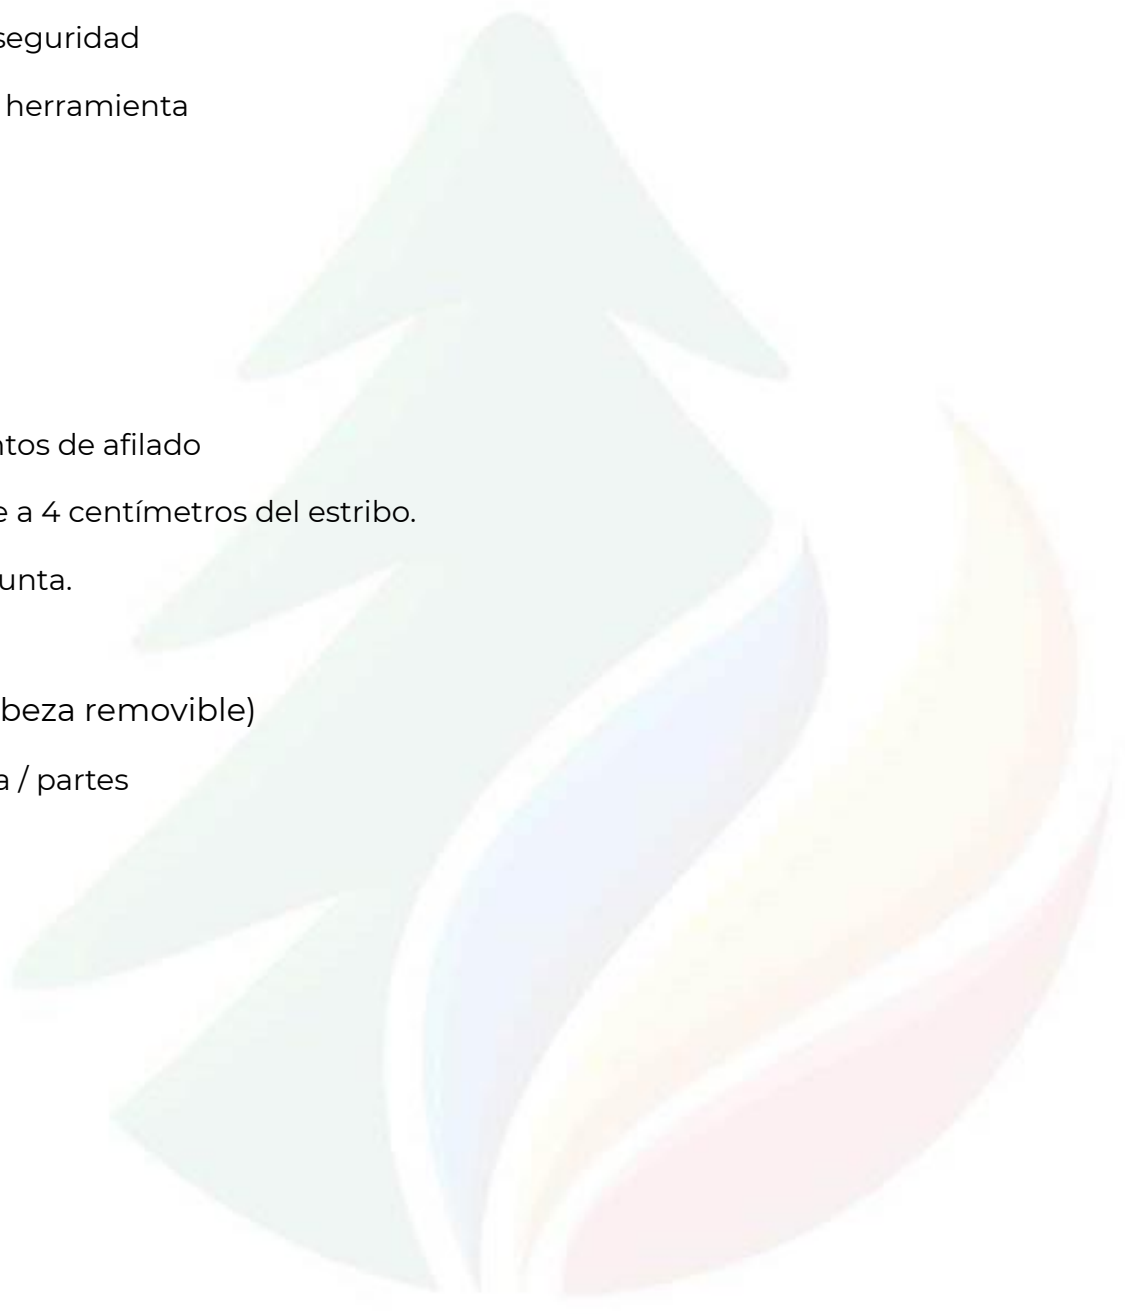 seguridad
herramienta
ntos de afilado
e a 4 centímetros del estribo.
unta.
beza removible)
a / partes